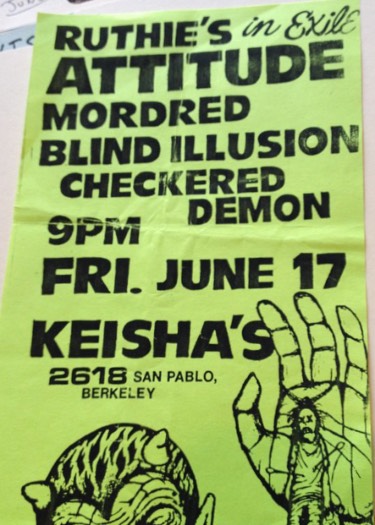 RUTHIE'S in EXILE
ATTITUDE
MORDRED
BLIND ILLUSION
CHECKERED
DEMON
9PM
FRI. JUNE 17
KEISHA'S
2618 SAN PABLO,
BERKELEY